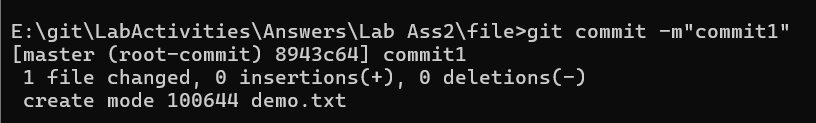 E:\git\LabActivities\Answers\Lab Ass2\file>git commit -m"commit1"
[master (root-commit) 8943c64] commit1
 1 file changed, 0 insertions(+), 0 deletions(-)
 create mode 100644 demo.txt